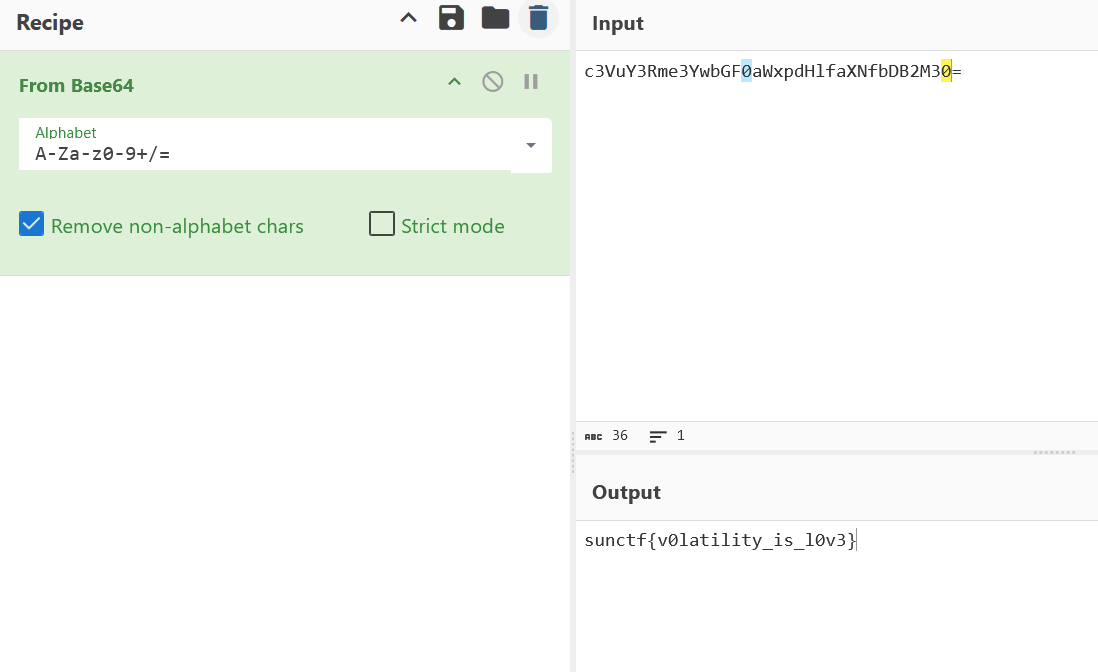 Recipe
From Base64
Alphabet
A-Za-z0-9+/=
Remove non-alphabet chars
Strict mode
Input
c3VuY3Rme3YwbGF0aWxpdHlfaXNfbDB2M30=
ABC 36
1
Output
sunctf{v0latility_is_l0v3}